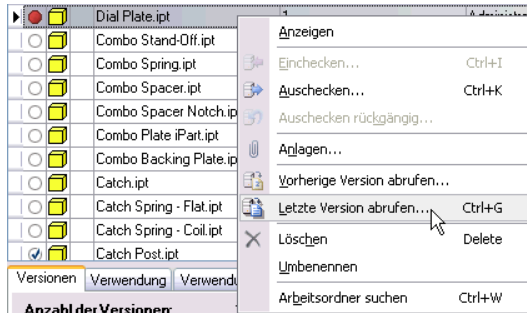 Dial Plate.ipt 1
Combo Stand-Off.ipt
Combo Spring.ipt
Combo Spacer.ipt
Combo Spacer Notch.ip
Combo Plate iPart.ipt
Combo Backing Plate.ip
Catch.ipt
Catch Spring - Flat.ipt
Catch Spring - Coil.ipt
Catch Post.ipt
Anzeigen
Einchecken... Ctrl+I
Auschecken... Ctrl+K
Auschecken rückgängig...
Anlagen...
Vorherige Version abrufen...
Letzte Version abrufen... Ctrl+G
Löschen Delete
Umbenennen
Arbeitsordner suchen Ctrl+W
Versionen Verwendung Verwendu
Anzahl der Versionen: